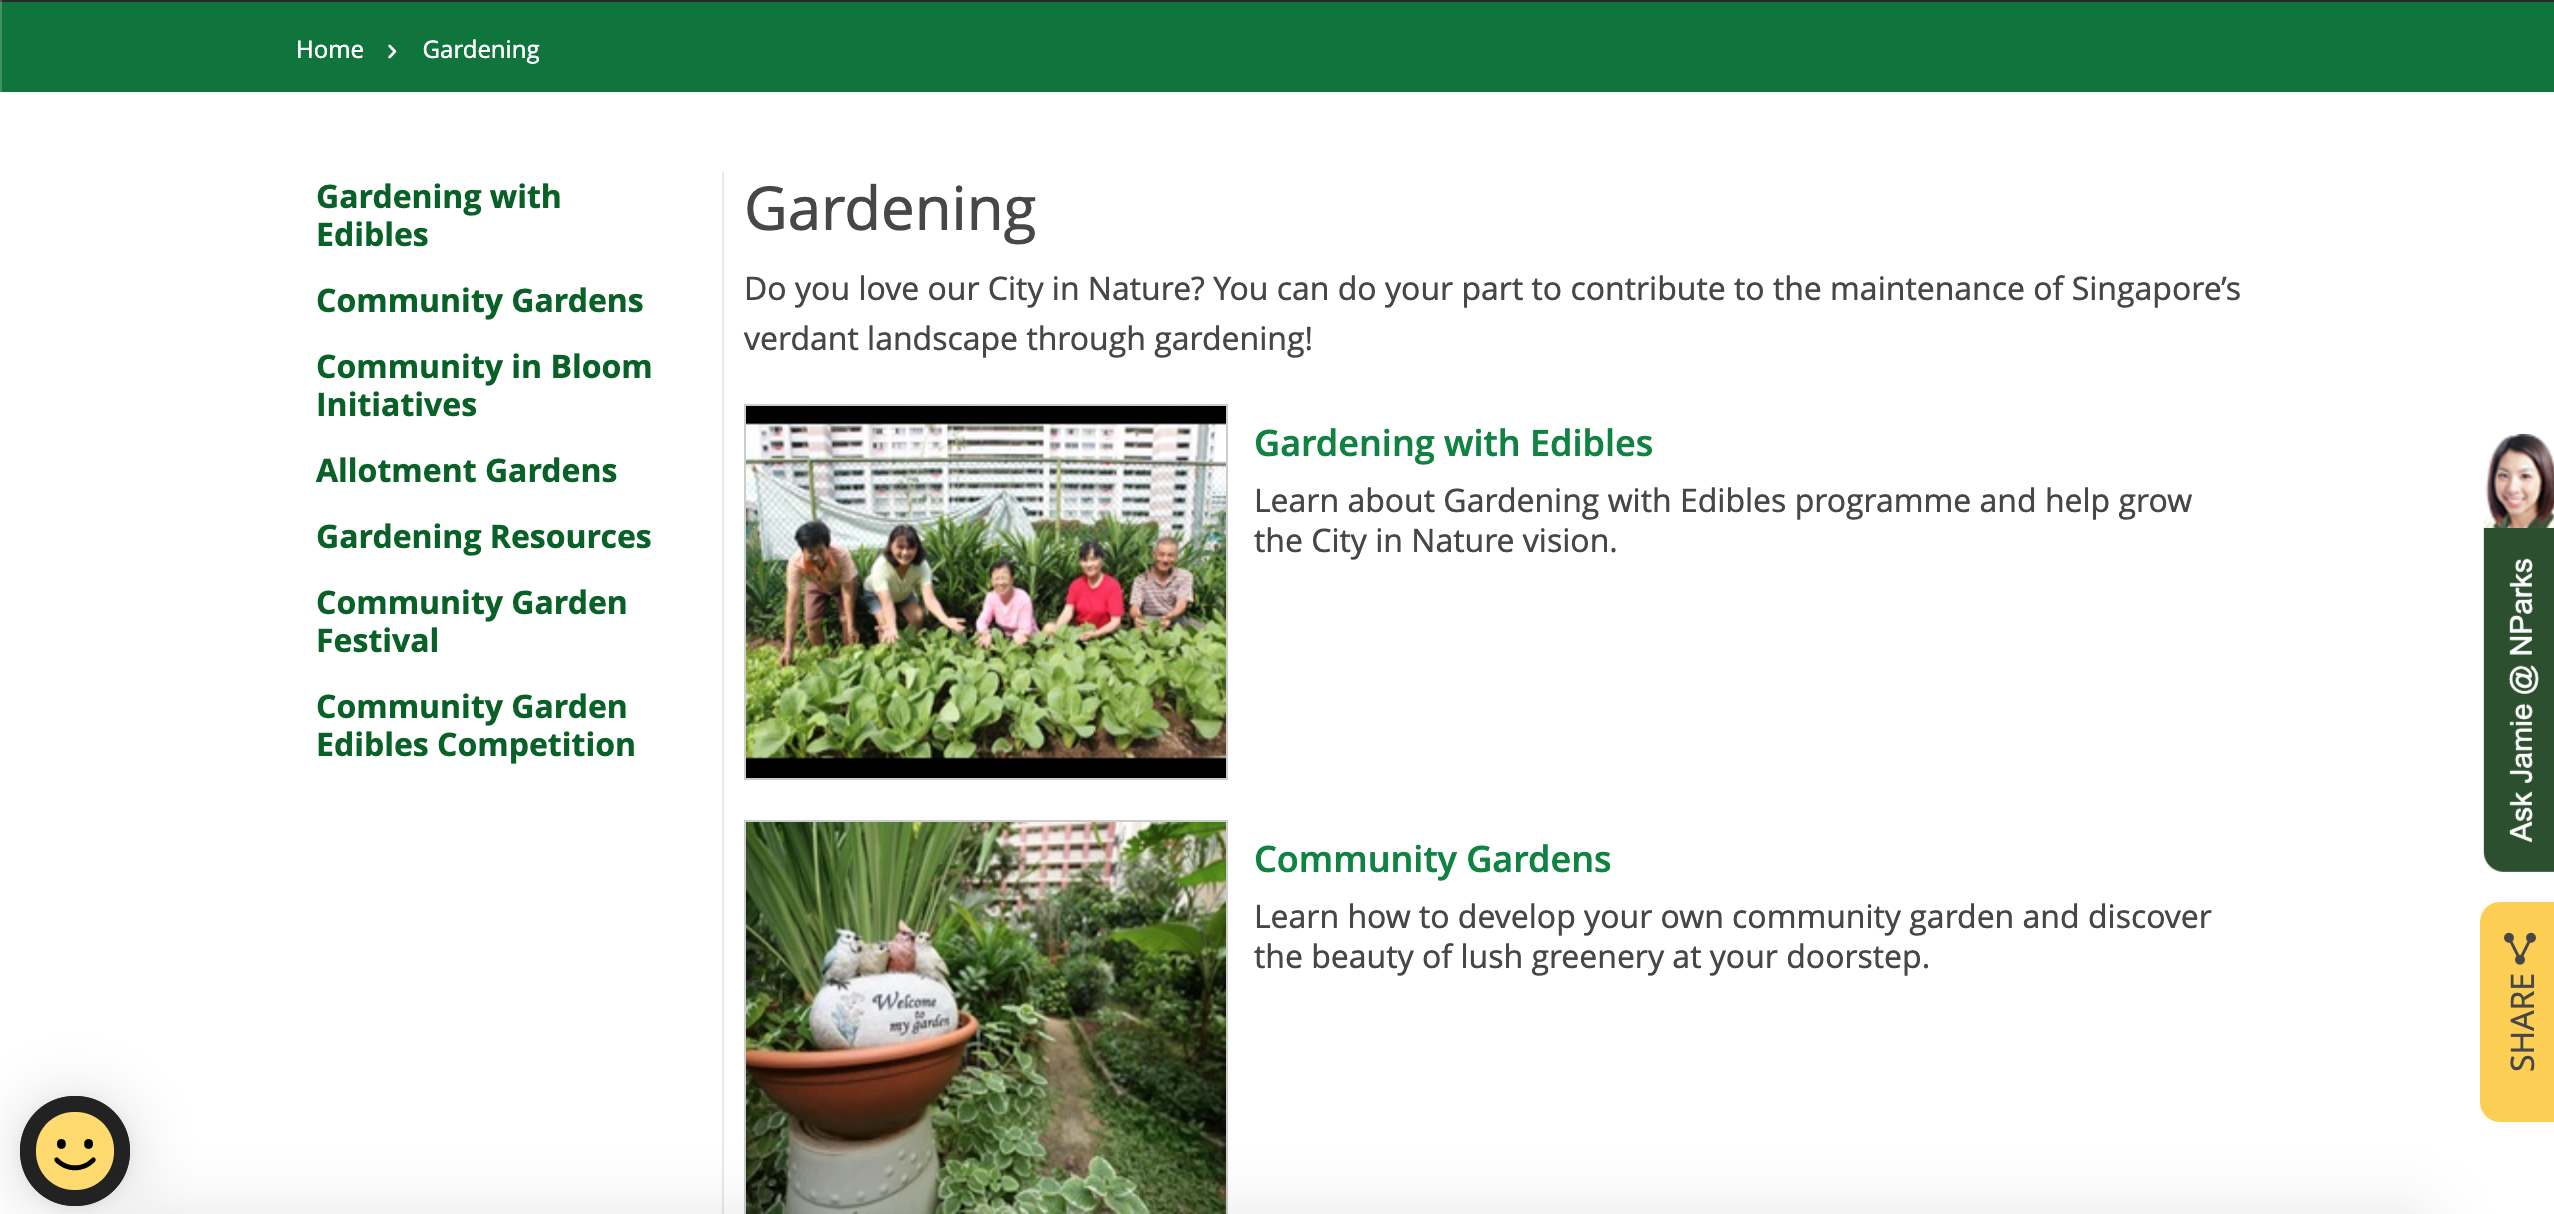 Home > Gardening
Gardening with
Edibles
Community Gardens
Community in Bloom
Initiatives
Allotment Gardens
Gardening Resources
Community Garden
Festival
Community Garden
Edibles Competition
Gardening
Do you love our City in Nature? You can do your part to contribute to the maintenance of Singapore’s
verdant landscape through gardening!
Gardening with Edibles
Learn about Gardening with Edibles programme and help grow
the City in Nature vision.
Welcome
to
my garden
Community Gardens
Learn how to develop your own community garden and discover
the beauty of lush greenery at your doorstep.
Ask Jamie @ NParks
SHARE